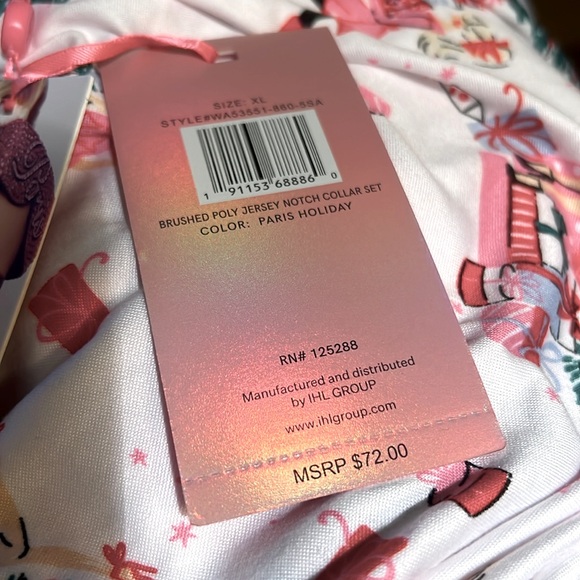 SIZE: XL
STYLE#WA53551-880-5SA
1 91153 68886 0
BRUSHED POLY JERSEY NOTCH COLLAR SET
COLOR: PARIS HOLIDAY
RN# 125288
Manufactured and distributed
by IHL GROUP
www.ihlgroup.com
MSRP $72.00